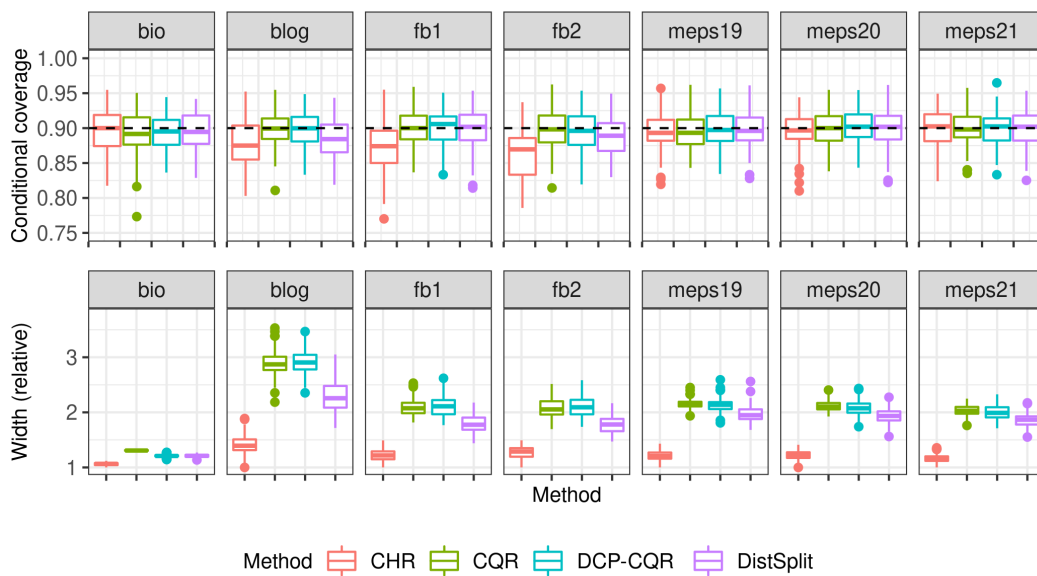 bio blog fb1 fb2 meps19 meps20 meps21
Conditional coverage
1.00
0.95
0.90
0.85
0.80
0.75
bio blog fb1 fb2 meps19 meps20 meps21
Width (relative)
3
2
1
Method
Method CHR CQR DCP-CQR DistSplit